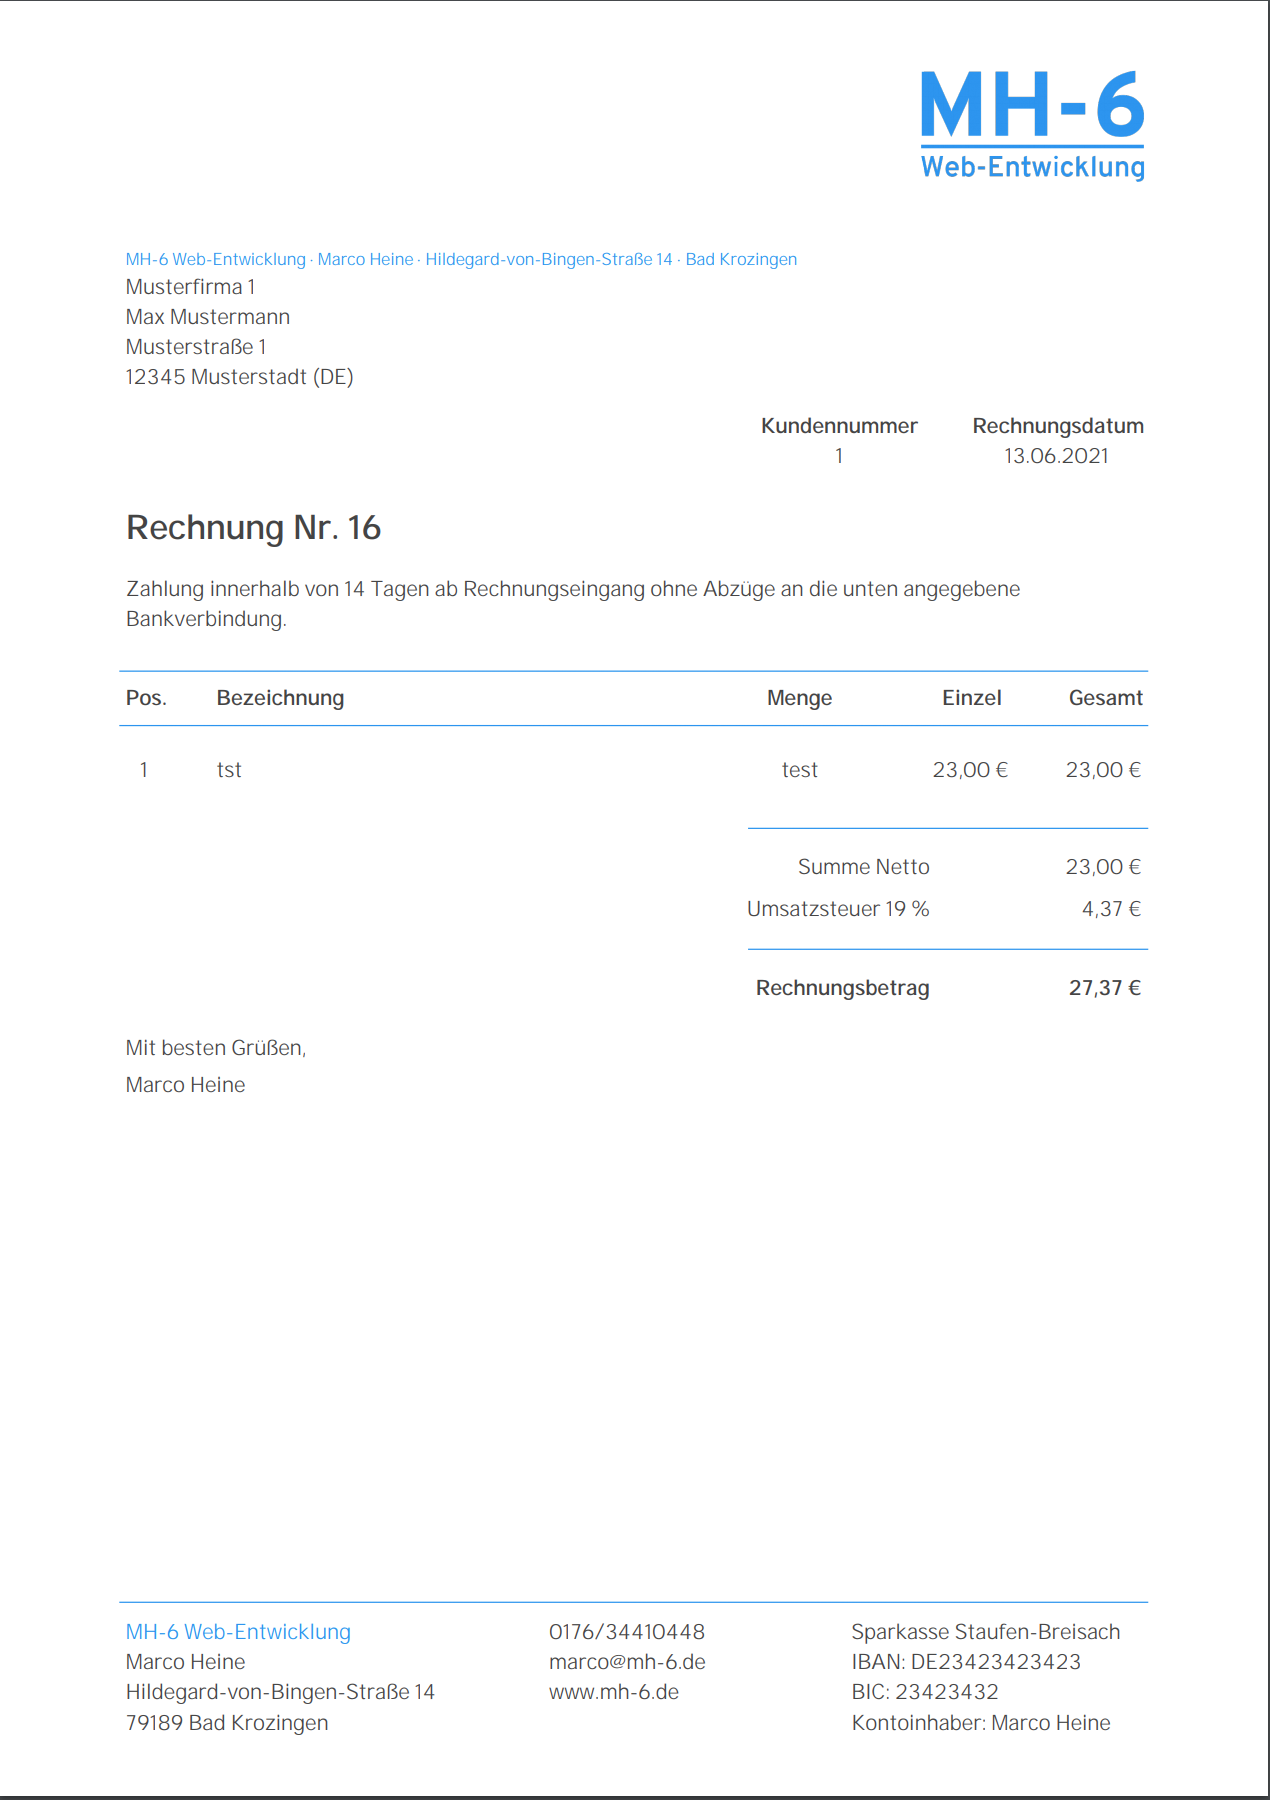 MH-6
Web-Entwicklung
MH-6 Web-Entwicklung · Marco Heine · Hildegard-von-Bingen-Straße 14 · Bad Krozingen
Musterfirma 1
Max Mustermann
Musterstraße 1
12345 Musterstadt (DE)
Kundennummer Rechnungsdatum
1 13.06.2021
Rechnung Nr. 16
Zahlung innerhalb von 14 Tagen ab Rechnungseingang ohne Abzüge an die unten angegebene
Bankverbindung.
Pos. Bezeichnung Menge Einzel Gesamt
1 tst test 23,00 € 23,00 €
Summe Netto 23,00 €
Umsatzsteuer 19 % 4,37 €
Rechnungsbetrag 27,37 €
Mit besten Grüßen,
Marco Heine
MH-6 Web-Entwicklung 0176/34410448 Sparkasse Staufen-Breisach
Marco Heine marco@mh-6.de IBAN: DE23423423423
Hildegard-von-Bingen-Straße 14 www.mh-6.de BIC: 23423432
79189 Bad Krozingen Kontoinhaber: Marco Heine